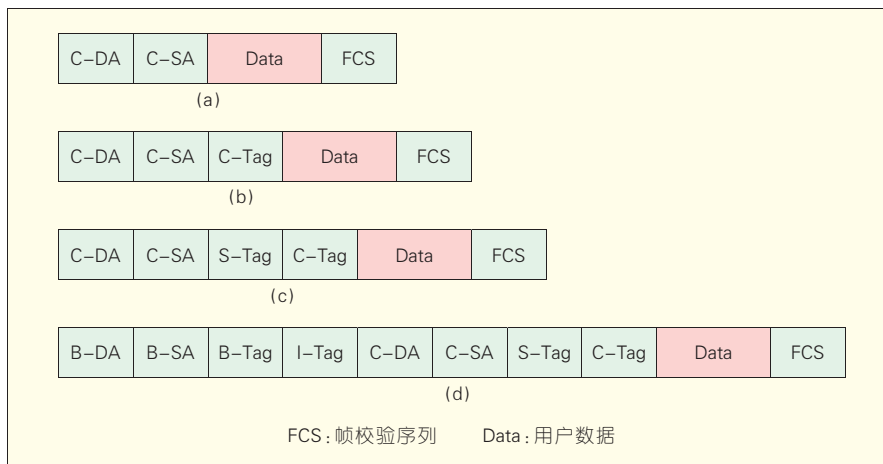 C-DA C-SA Data FCS
(a)
C-DA C-SA C-Tag Data FCS
(b)
C-DA C-SA S-Tag C-Tag Data FCS
(c)
B-DA B-SA B-Tag I-Tag C-DA C-SA S-Tag C-Tag Data FCS
(d)
FCS:帧校验序列 Data:用户数据